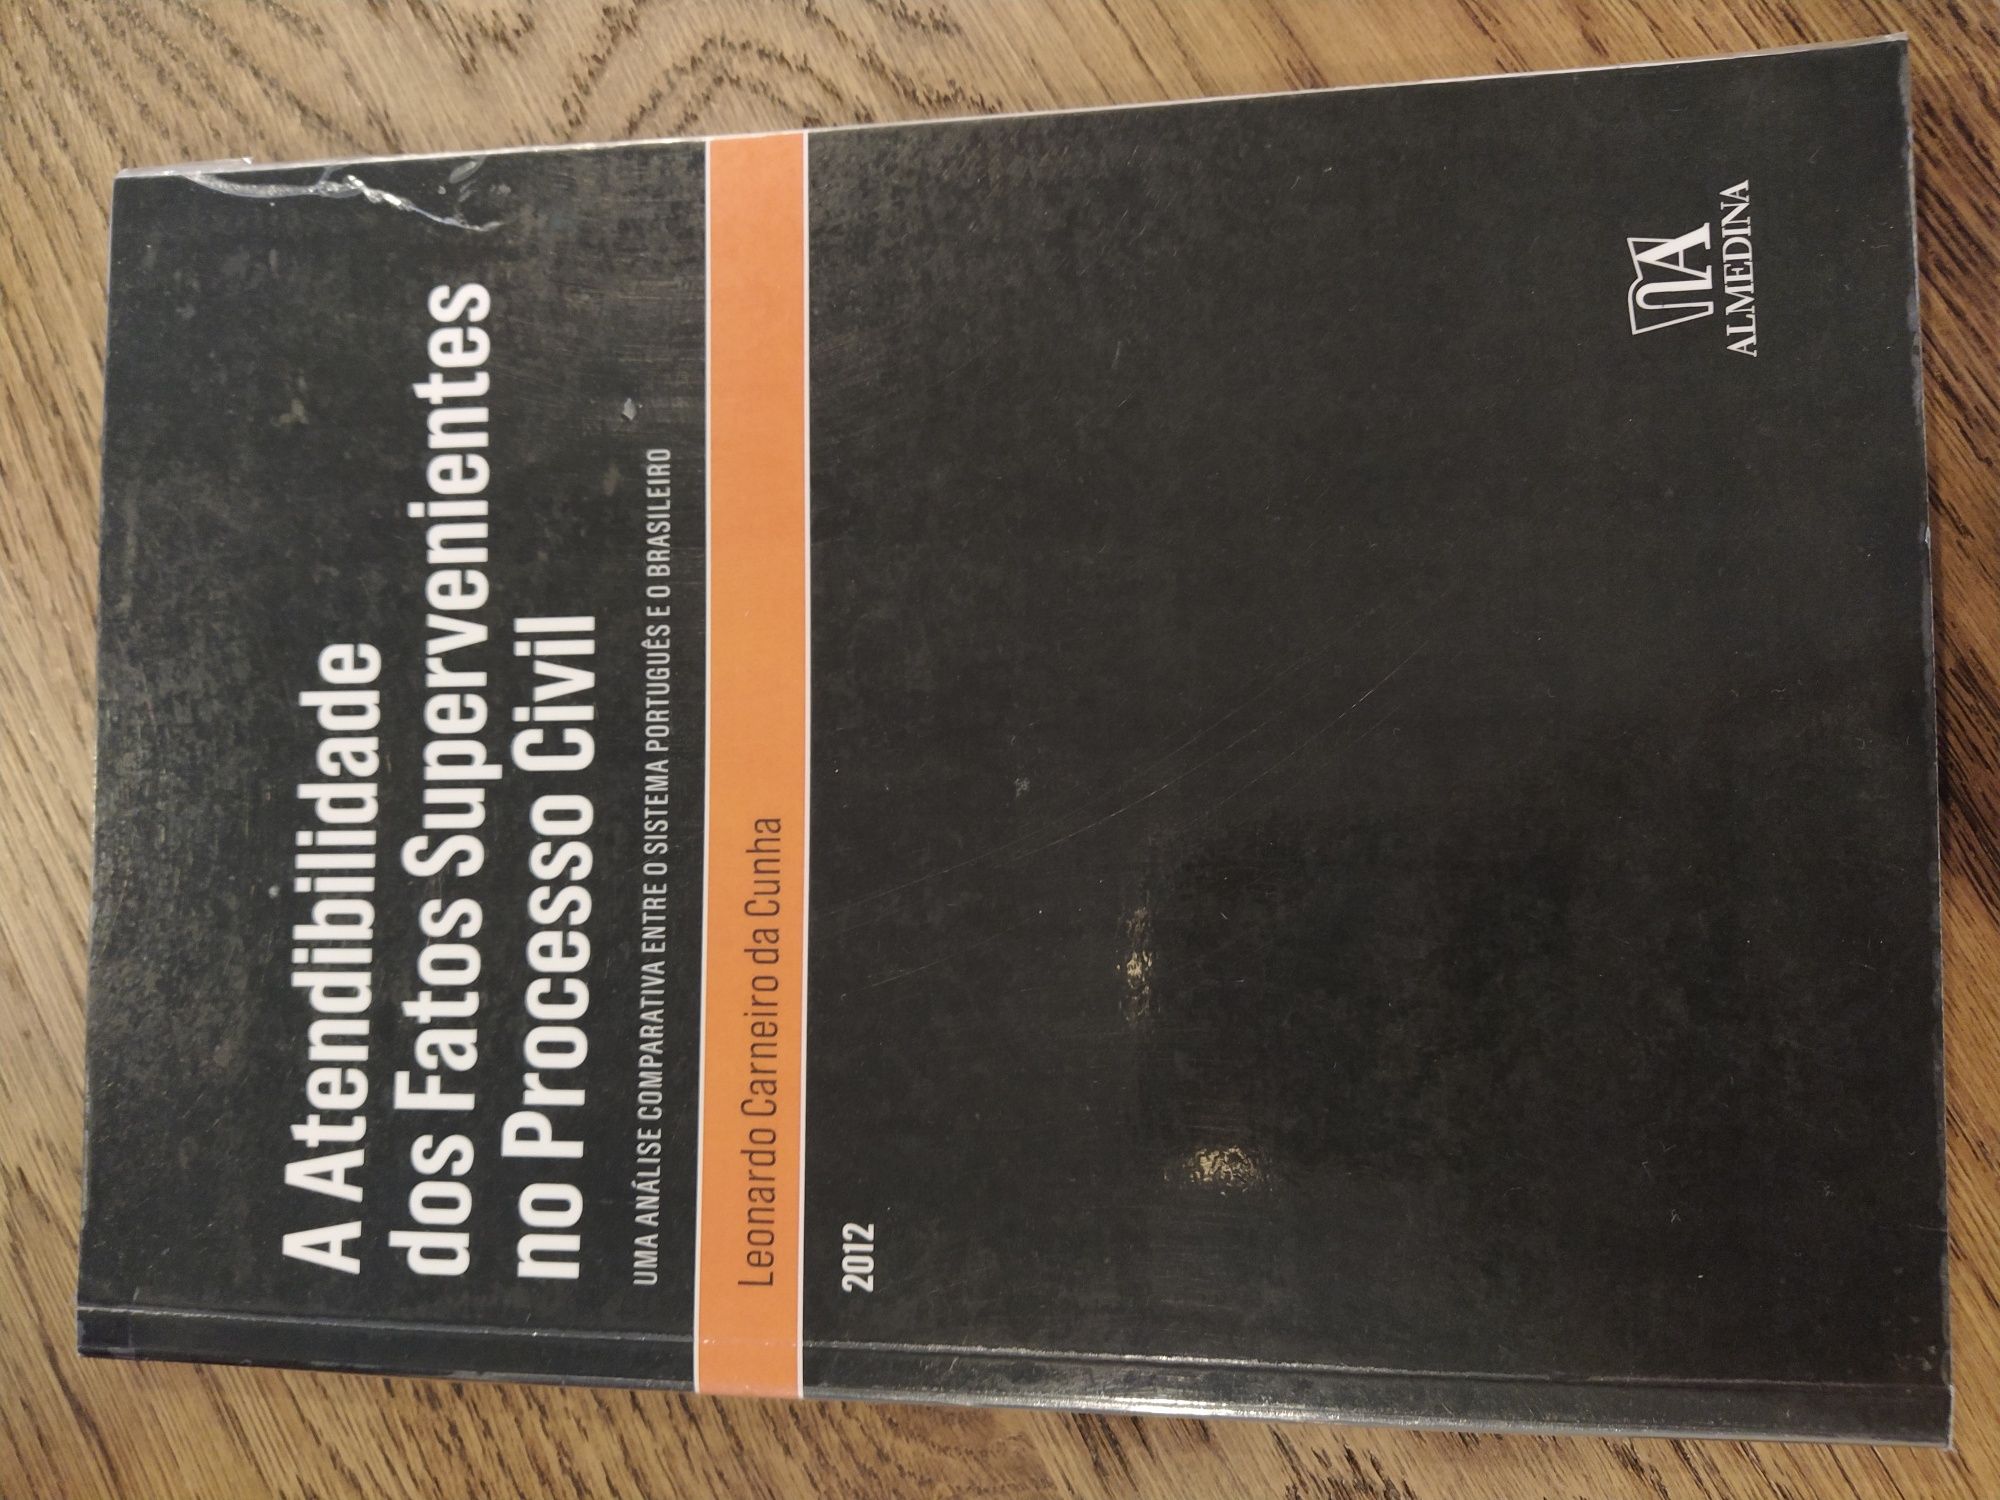 A Atendibilidade
dos Fatos Supervenientes
no Processo Civil
UMA ANÁLISE COMPARATIVA ENTRE O SISTEMA PORTUGUÊS E O BRASILEIRO
Leonardo Carneiro da Cunha
2012
ALMEDINA